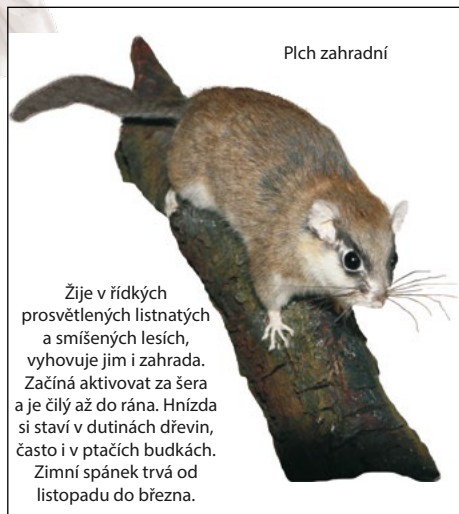 Plch zahradní
Žije v řídkých
prosvětlených listnatých
a smíšených lesích,
vyhovuje jim i zahrada.
Začíná aktivovat za šera
a je čilý až do rána. Hnízda
si staví v dutinách dřevin,
často i v ptačích budkách.
Zimní spánek trvá od
listopadu do března.